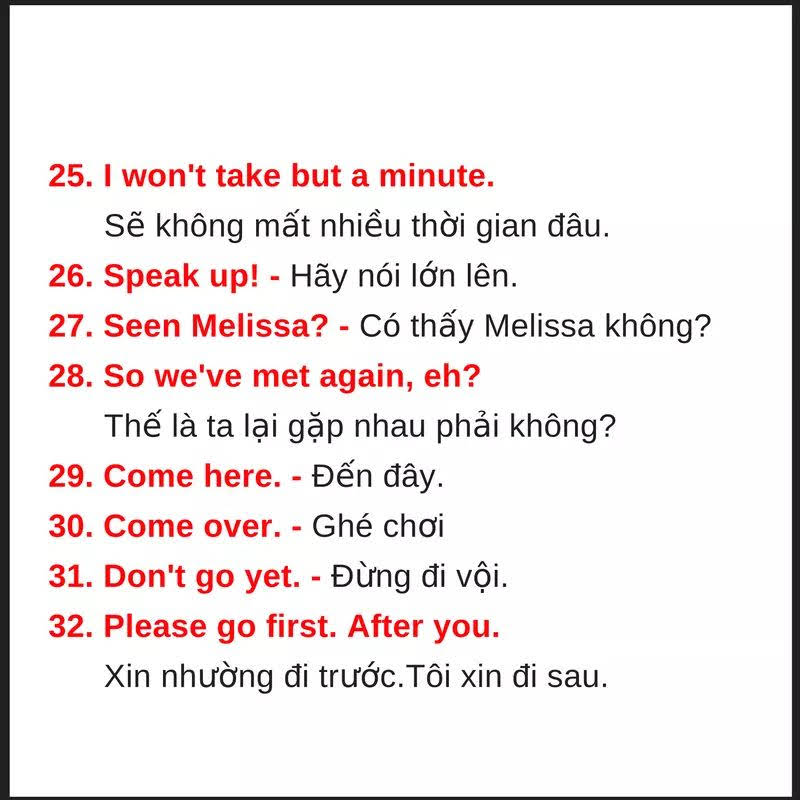 25. I won't take but a minute.
Sẽ không mất nhiều thời gian đâu.
26. Speak up! - Hãy nói lớn lên.
27. Seen Melissa? - Có thấy Melissa không?
28. So we've met again, eh?
Thế là ta lại gặp nhau phải không?
29. Come here. - Đến đây.
30. Come over. - Ghé chơi
31. Don't go yet. - Đừng đi vội.
32. Please go first. After you.
Xin nhường đi trước.Tôi xin đi sau.